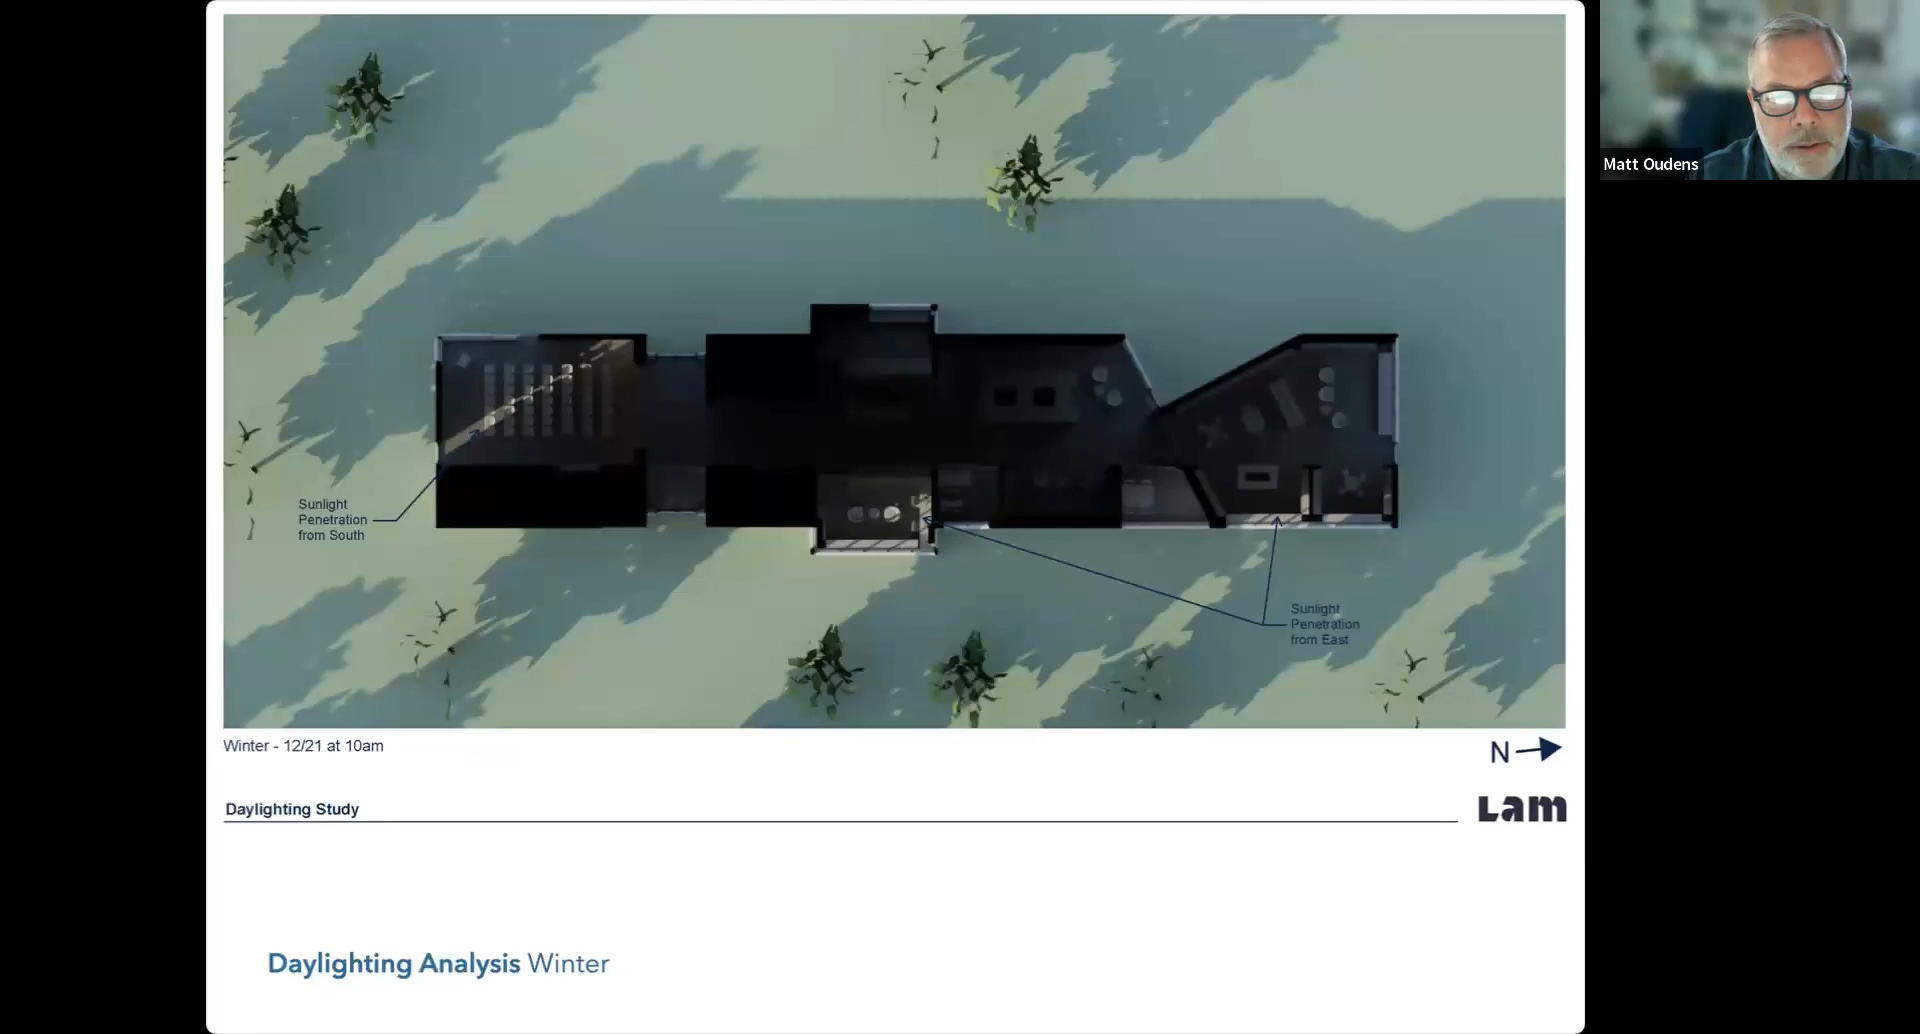 Matt Oudens
Sunlight
Penetration
from South
Sunlight
Penetration
from East
Winter - 12/21 at 10am
N
Daylighting Study
Lam
Daylighting Analysis Winter